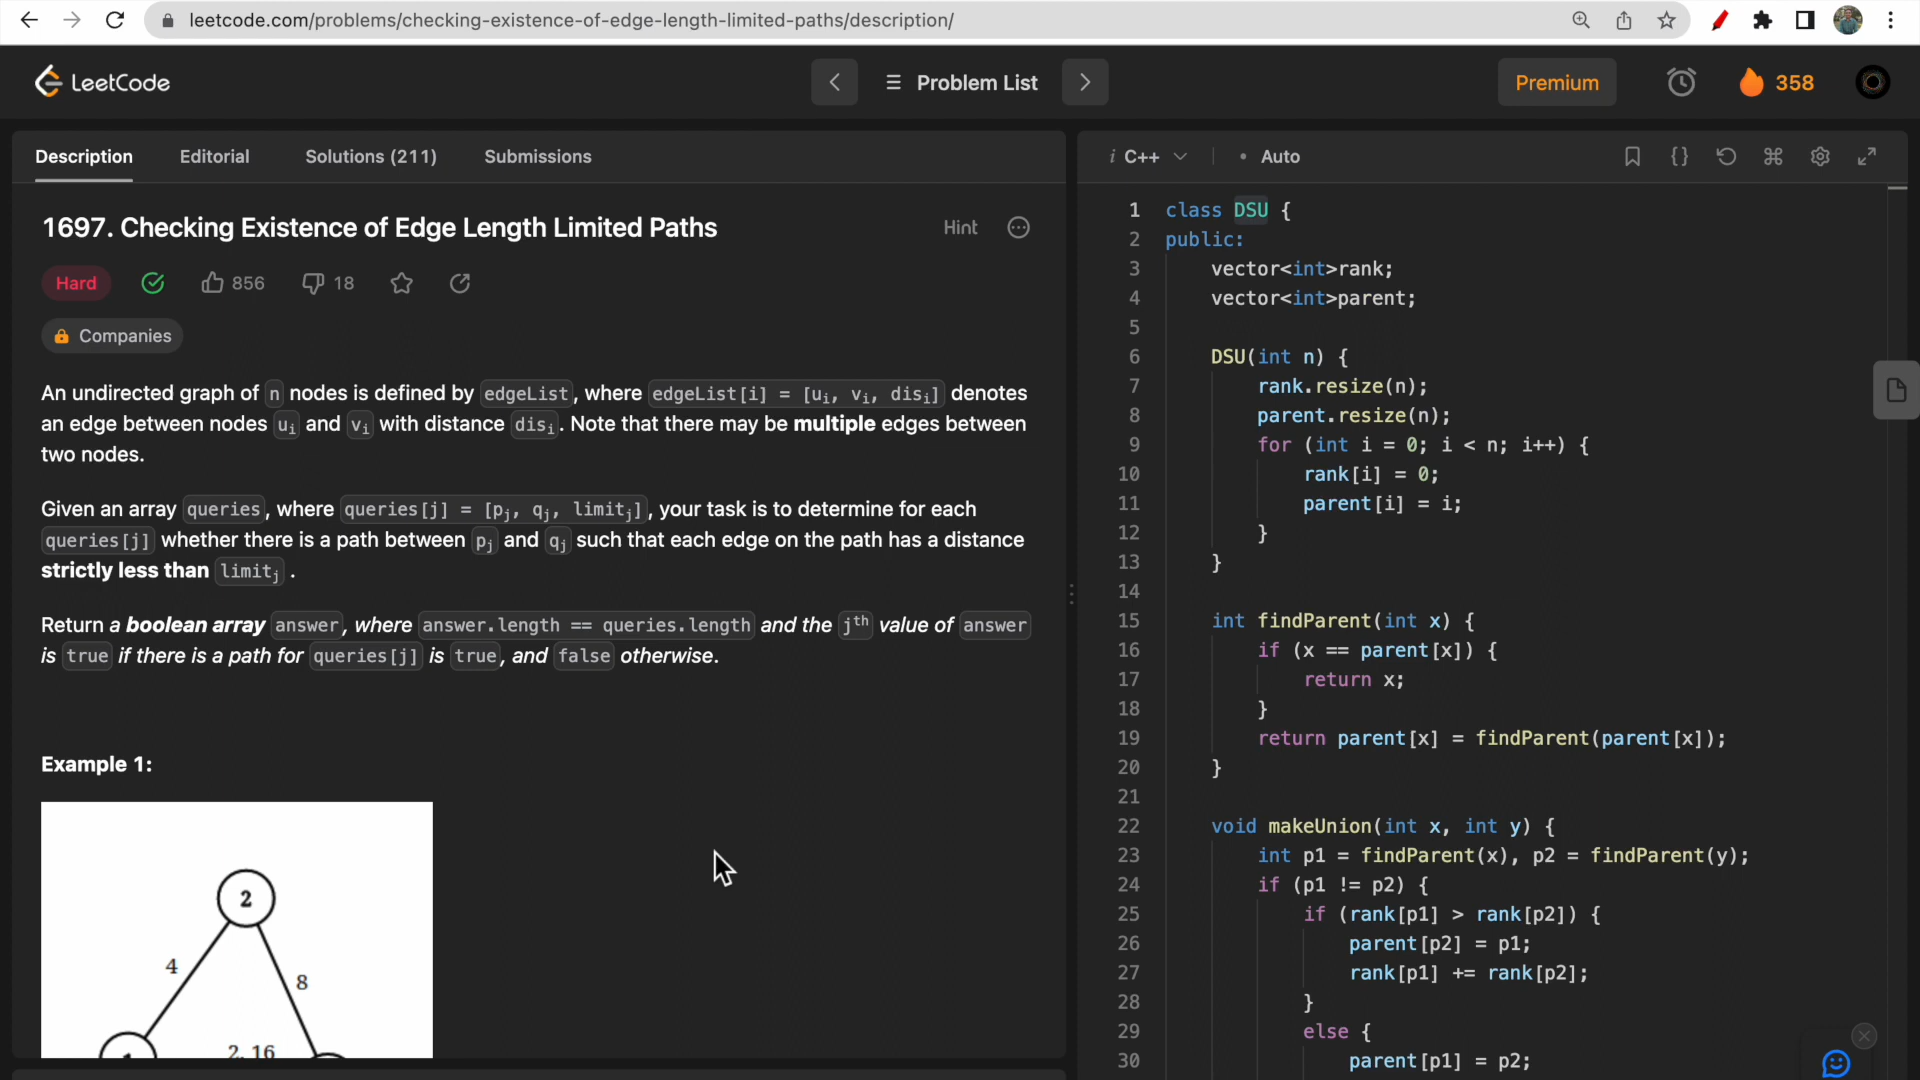 leetcode.com/problems/checking-existence-of-edge-length-limited-paths/description/
LeetCode
Problem List
Premium
358
Description Editorial Solutions (211) Submissions
1697. Checking Existence of Edge Length Limited Paths
Hint
Hard 856 18
Companies
An undirected graph of n nodes is defined by edgeList, where edgeList[i] = [uᵢ, vᵢ, disᵢ] denotes
an edge between nodes uᵢ and vᵢ with distance disᵢ. Note that there may be multiple edges between
two nodes.
Given an array queries, where queries[j] = [pⱼ, qⱼ, limitⱼ], your task is to determine for each
queries[j] whether there is a path between pⱼ and qⱼ such that each edge on the path has a distance
strictly less than limitⱼ .
Return a boolean array answer, where answer.length == queries.length and the jᵗʰ value of answer
is true if there is a path for queries[j] is true, and false otherwise.
Example 1:
2
4
8
2, 16
i C++ • Auto
1 class DSU {
2 public:
3 vector<int>rank;
4 vector<int>parent;
5
6 DSU(int n) {
7 rank.resize(n);
8 parent.resize(n);
9 for (int i = 0; i < n; i++) {
10 rank[i] = 0;
11 parent[i] = i;
12 }
13 }
14
15 int findParent(int x) {
16 if (x == parent[x]) {
17 return x;
18 }
19 return parent[x] = findParent(parent[x]);
20 }
21
22 void makeUnion(int x, int y) {
23 int p1 = findParent(x), p2 = findParent(y);
24 if (p1 != p2) {
25 if (rank[p1] > rank[p2]) {
26 parent[p2] = p1;
27 rank[p1] += rank[p2];
28 }
29 else {
30 parent[p1] = p2;